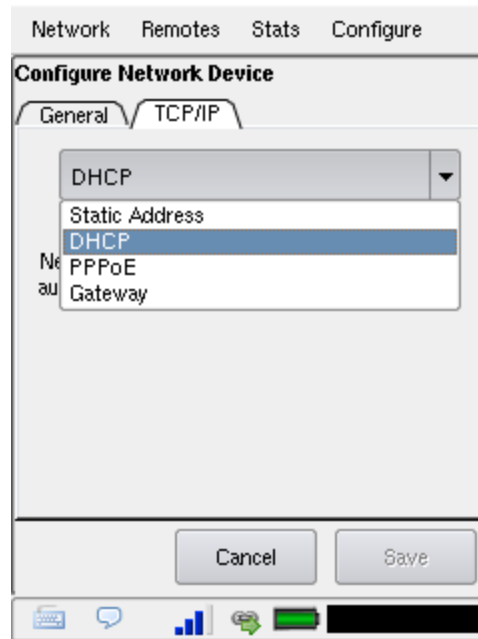 Network Remotes Stats Configure
Configure Network Device
General TCP/IP
DHCP
Static Address
DHCP
PPPoE
Gateway
Cancel Save